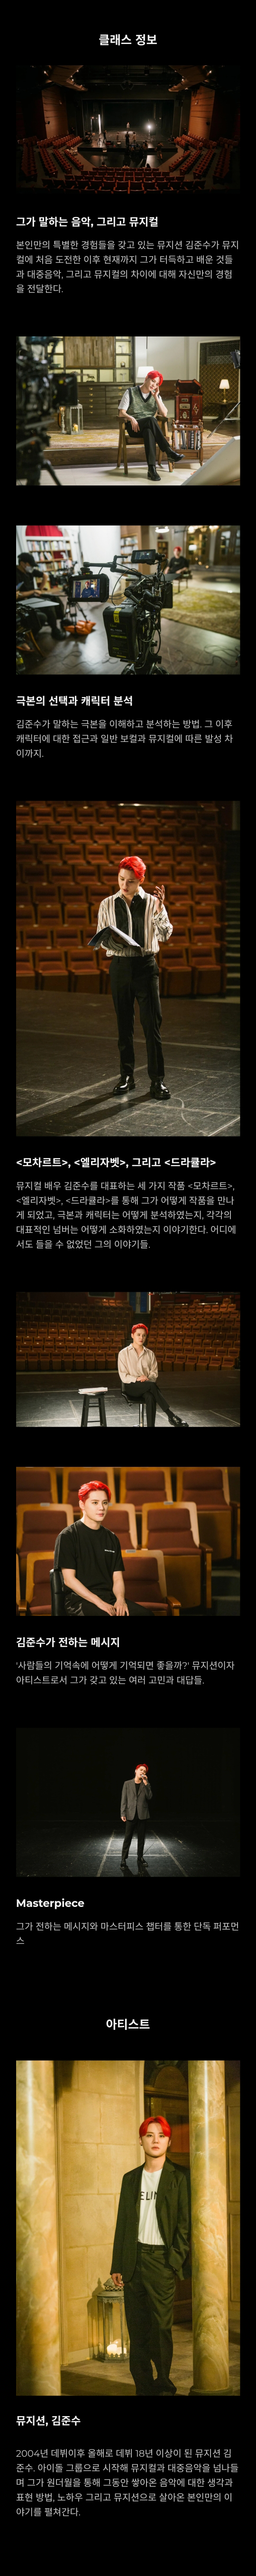 클래스 정보
그가 말하는 음악, 그리고 뮤지컬
본인만의 특별한 경험들을 갖고 있는 뮤지션 김준수가 뮤지
컬에 처음 도전한 이후 현재까지 그가 터득하고 배운 것들
과 대중음악, 그리고 뮤지컬의 차이에 대해 자신만의 경험
을 전달한다.
극본의 선택과 캐릭터 분석
김준수가 말하는 극본을 이해하고 분석하는 방법. 그 이후
캐릭터에 대한 접근과 일반 보컬과 뮤지컬에 따른 발성 차
이까지.
<모차르트>, <엘리자벳>, 그리고 <드라큘라>
뮤지컬 배우 김준수를 대표하는 세 가지 작품 <모차르트>,
<엘리자벳>, <드라큘라>를 통해 그가 어떻게 작품을 만나
게 되었고, 극본과 캐릭터는 어떻게 분석하였는지, 각각의
대표적인 넘버는 어떻게 소화하였는지 이야기한다. 어디에
서도 들을 수 없었던 그의 이야기들.
김준수가 전하는 메시지
'사람들의 기억속에 어떻게 기억되면 좋을까?' 뮤지션이자
아티스트로서 그가 갖고 있는 여러 고민과 대답들.
Masterpiece
그가 전하는 메시지와 마스터피스 챕터를 통한 단독 퍼포먼
스
아티스트
뮤지션, 김준수
2004년 데뷔이후 올해로 데뷔 18년 이상이 된 뮤지션 김
준수. 아이돌 그룹으로 시작해 뮤지컬과 대중음악을 넘나들
며 그가 원더월을 통해 그동안 쌓아온 음악에 대한 생각과
표현 방법, 노하우 그리고 뮤지션으로 살아온 본인만의 이
야기를 펼쳐간다.